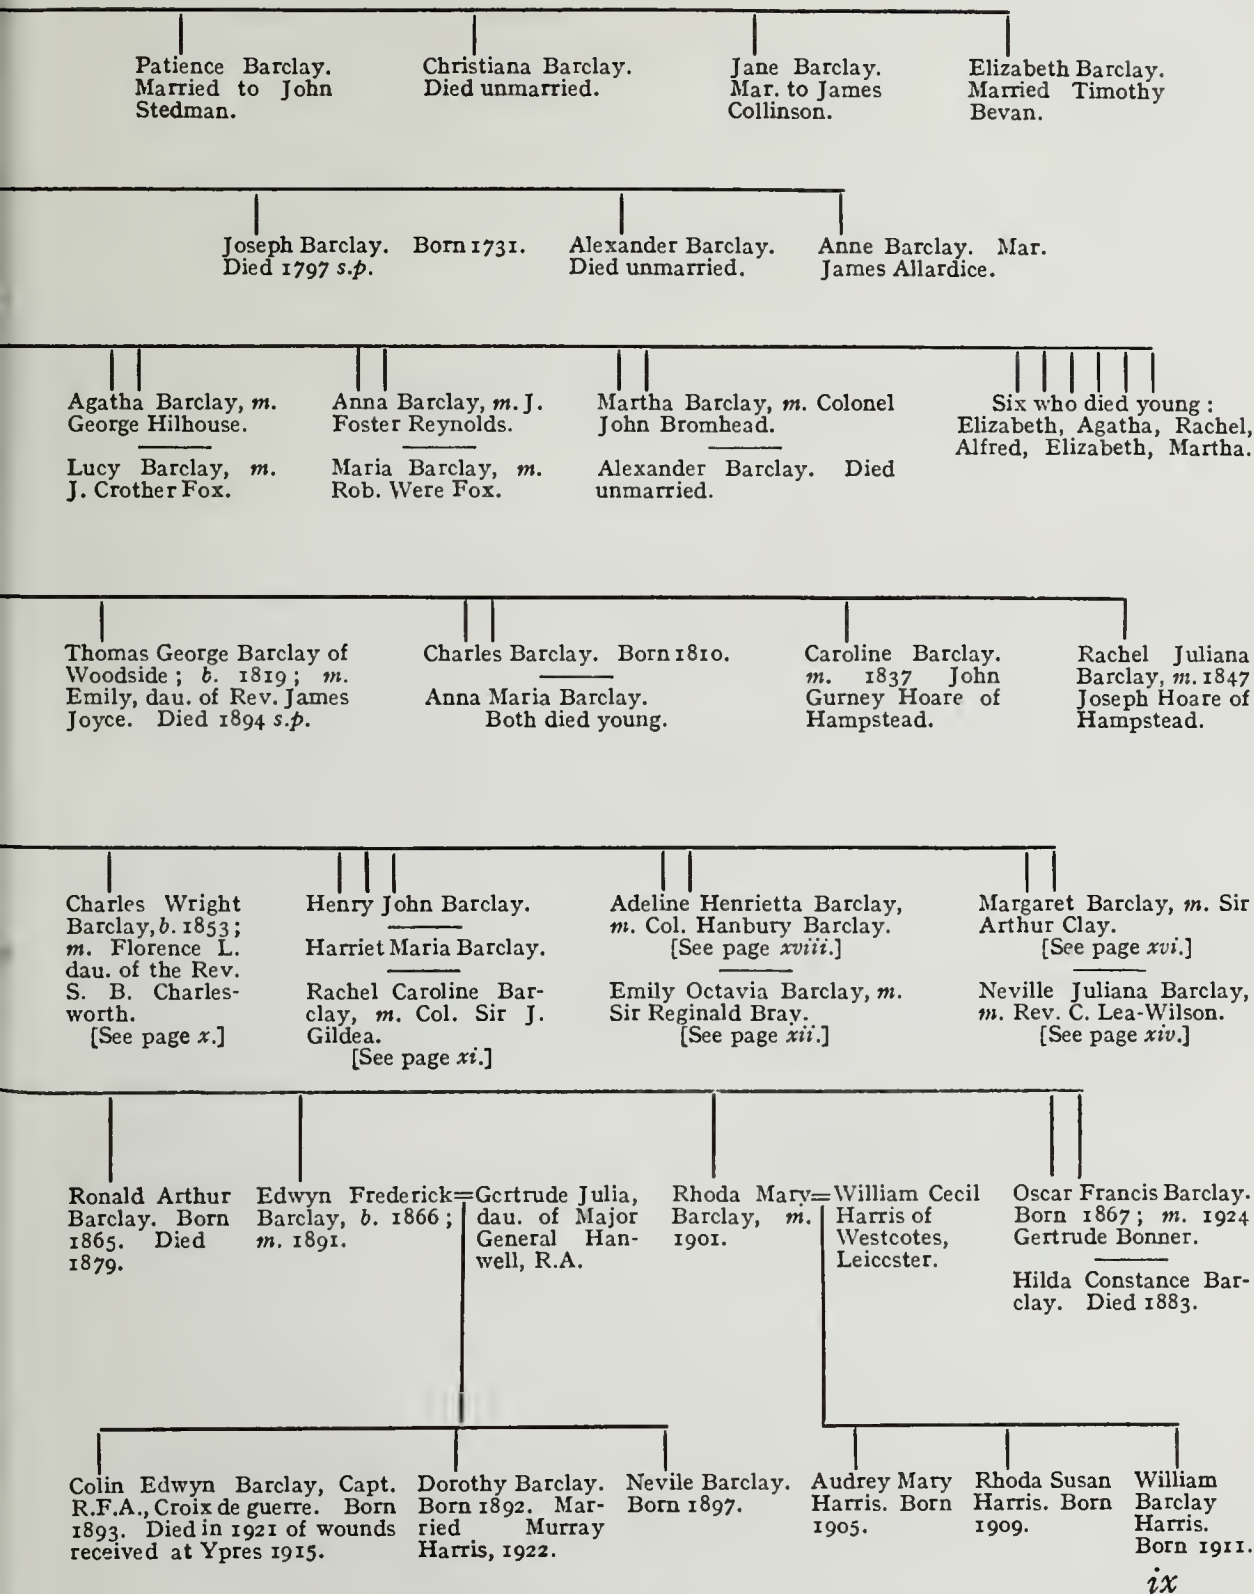 Patience Barclay.
Married to John
Stedman.
Christiana Barclay.
Died unmarried.
Jane Barclay.
Mar. to James
Collinson.
Elizabeth Barclay.
Married Timothy
Bevan.
Joseph Barclay. Born 1731.
Died 1797 s.p.
Alexander Barclay.
Died unmarried.
Anne Barclay. Mar.
James Allardice.
Agatha Barclay, m.
George Hilhouse.
Lucy Barclay, m.
J. Crother Fox.
Anna Barclay, m. J.
Foster Reynolds.
Maria Barclay, m.
Rob. Were Fox.
Martha Barclay, m. Colonel
John Bromhead.
Alexander Barclay. Died
unmarried.
Six who died young :
Elizabeth, Agatha, Rachel,
Alfred, Elizabeth, Martha.
Thomas George Barclay of
Woodside ; b. 1819 ; m.
Emily, dau. of Rev. James
Joyce. Died 1894 s.p.
Charles Barclay. Born 1810.
Anna Maria Barclay.
Both died young.
Caroline Barclay.
m. 1837 John
Gurney Hoare of
Hampstead.
Rachel Juliana
Barclay, m. 1847
Joseph Hoare of
Hampstead.
Charles Wright
Barclay, b. 1853 ;
m. Florence L.
dau. of the Rev.
S. B. Charles-
worth.
[See page x.]
Henry John Barclay.
Harriet Maria Barclay.
Rachel Caroline Bar-
clay, m. Col. Sir J.
Gildea.
[See page xi.]
Adeline Henrietta Barclay,
m. Col. Hanbury Barclay.
[See page xviii.]
Emily Octavia Barclay, m.
Sir Reginald Bray.
[See page xii.]
Margaret Barclay, m. Sir
Arthur Clay.
[See page xvi.]
Neville Juliana Barclay,
m. Rev. C. Lea-Wilson.
[See page xiv.]
Ronald Arthur
Barclay. Born
1865. Died
1879.
Edwyn Frederick=
Barclay, b. 1866 ;
m. 1891.
Gertrude Julia,
dau. of Major
General Han-
well, R.A.
Rhoda Mary=
Barclay, m.
1901.
William Cecil
Harris of
Westcotes,
Leicester.
Oscar Francis Barclay.
Born 1867 ; m. 1924
Gertrude Bonner.
Hilda Constance Bar-
clay. Died 1883.
Colin Edwyn Barclay, Capt.
R.F.A., Croix de guerre. Born
1893. Died in 1921 of wounds
received at Ypres 1915.
Dorothy Barclay.
Born 1892. Mar-
ried Murray
Harris, 1922.
Nevile Barclay.
Born 1897.
Audrey Mary
Harris. Born
1905.
Rhoda Susan
Harris. Born
1909.
William
Barclay
Harris.
Born 1911.
ix